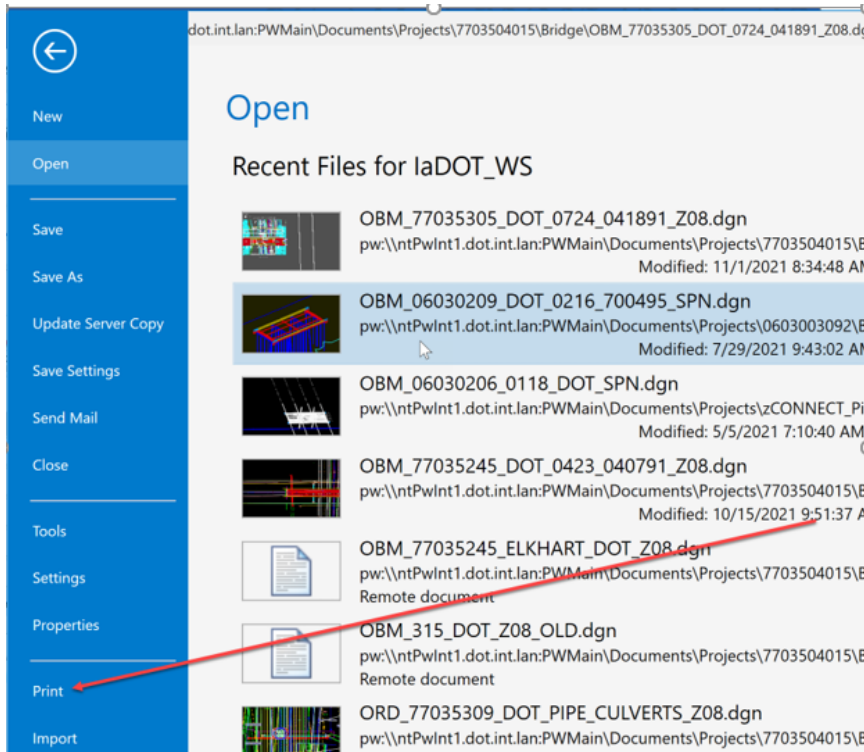 dot.int.lan:PWMain\Documents\Projects\7703504015\Bridge\OBM_77035305_DOT_0724_041891_Z08.dg
New
Open
Save
Save As
Update Server Copy
Save Settings
Send Mail
Close
Tools
Settings
Properties
Print
Import
Open
Recent Files for IaDOT_WS
OBM_77035305_DOT_0724_041891_Z08.dgn
pw:\\ntPwInt1.dot.int.lan:PWMain\Documents\Projects\7703504015\B
Modified: 11/1/2021 8:34:48 AM
OBM_06030209_DOT_0216_700495_SPN.dgn
pw:\\ntPwInt1.dot.int.lan:PWMain\Documents\Projects\0603003092\B
Modified: 7/29/2021 9:43:02 AM
OBM_06030206_0118_DOT_SPN.dgn
pw:\\ntPwInt1.dot.int.lan:PWMain\Documents\Projects\zCONNECT_Pi
Modified: 5/5/2021 7:10:40 AM
OBM_77035245_DOT_0423_040791_Z08.dgn
pw:\\ntPwInt1.dot.int.lan:PWMain\Documents\Projects\7703504015\B
Modified: 10/15/2021 9:51:37 A
OBM_77035245_ELKHART_DOT_Z08.dgn
pw:\\ntPwInt1.dot.int.lan:PWMain\Documents\Projects\7703504015\B
Remote document
OBM_315_DOT_Z08_OLD.dgn
pw:\\ntPwInt1.dot.int.lan:PWMain\Documents\Projects\7703504015\B
Remote document
ORD_77035309_DOT_PIPE_CULVERTS_Z08.dgn
pw:\\ntPwInt1.dot.int.lan:PWMain\Documents\Projects\7703504015\B